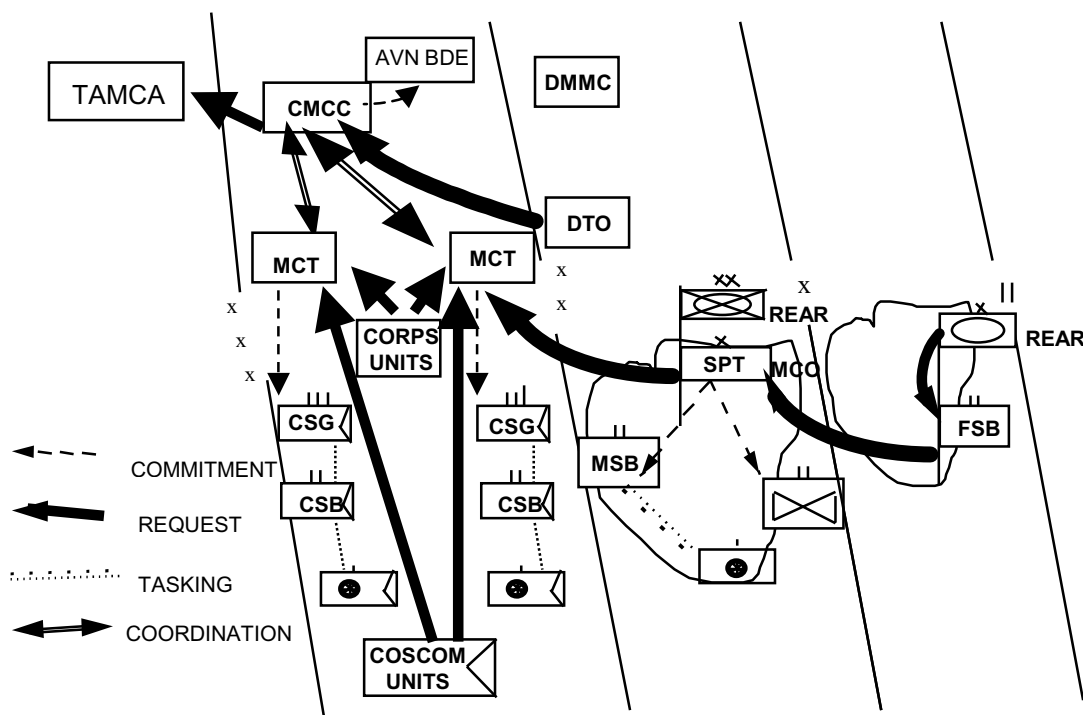 AVN BDE
TAMCA
CMCC
DMMC
DTO
MCT
MCT
x
x
x
x
x
x
xx
REAR
x
REAR
CORPS
UNITS
x
SPT
MCO
CSG
CSG
FSB
MSB
COMMITMENT
CSB
CSB
REQUEST
TASKING
COORDINATION
COSCOM
UNITS